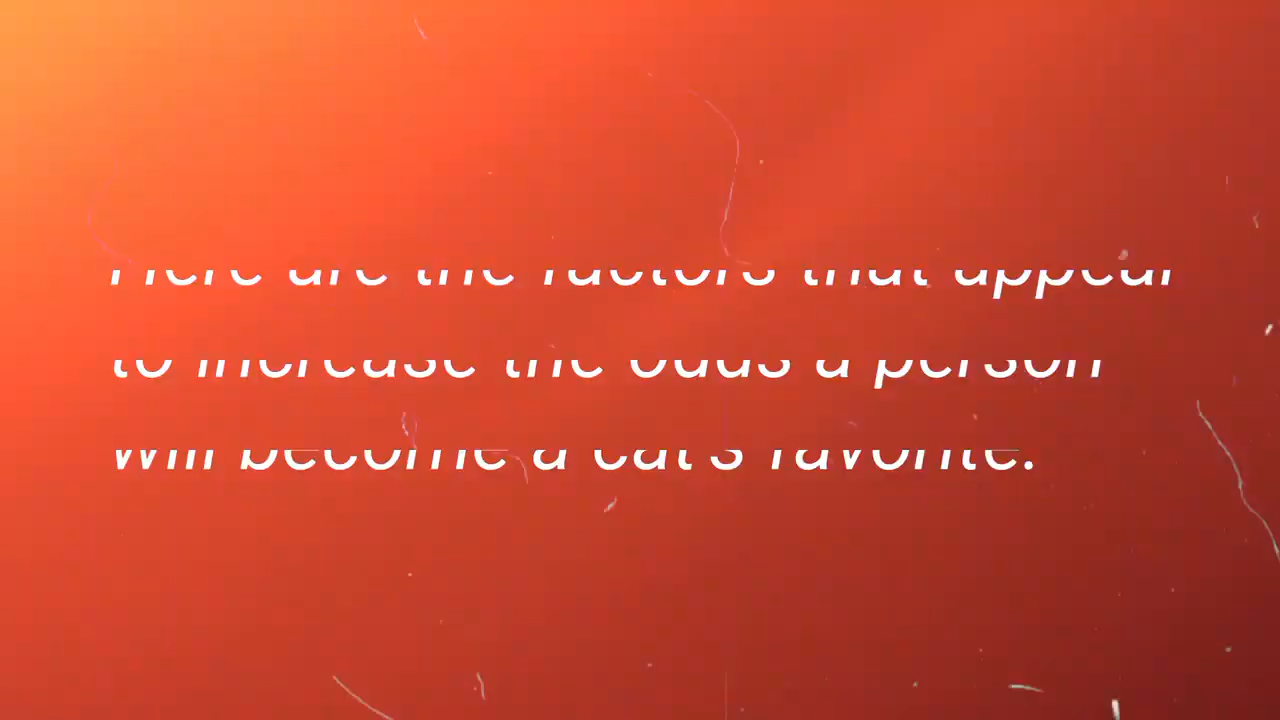 Here are the factors that appear
to increase the odds a person
will become a cat's favorite.